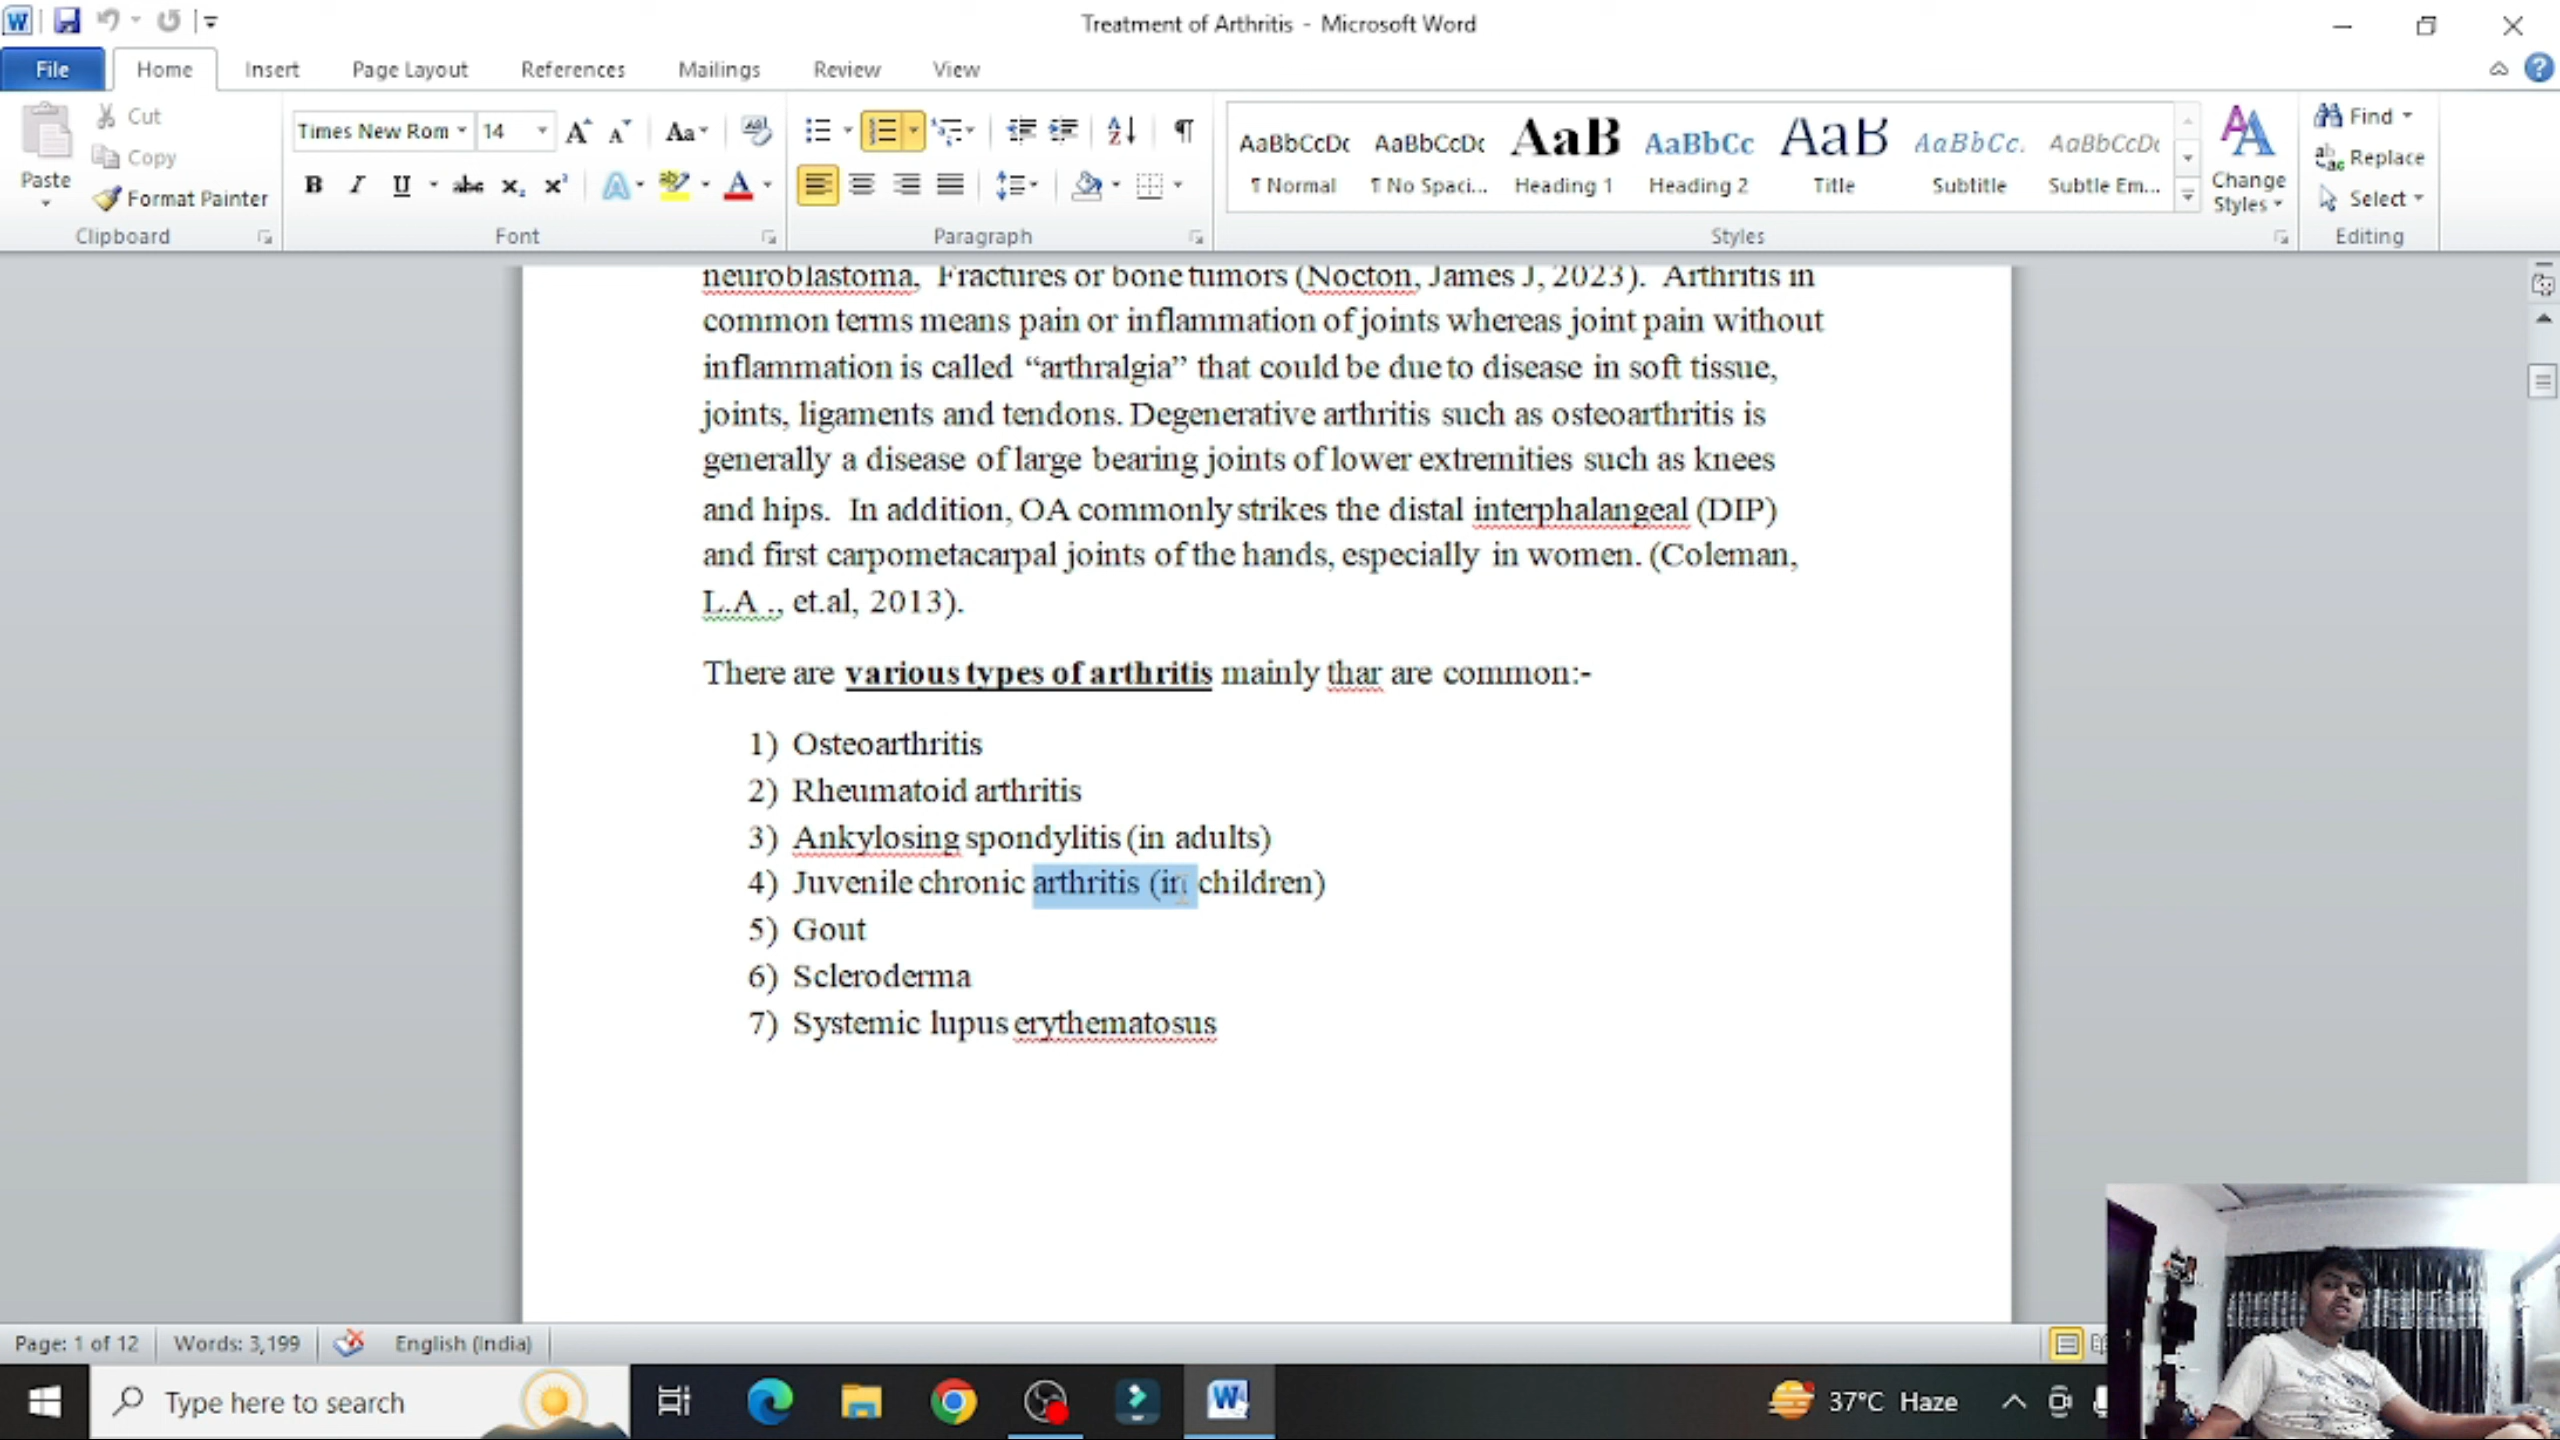 Treatment of Arthritis - Microsoft Word
File Home Insert Page Layout References Mailings Review View
Paste
Cut
Copy
Format Painter
Clipboard
Times New Rom 14
Font
Paragraph
AaBbCcDc AaBbCcDc AaB AaBbCc AaB AaBbCc. AaBbCcDc
¶ Normal ¶ No Spaci... Heading 1 Heading 2 Title Subtitle Subtle Em...
Change Styles
Styles
Find
Replace
Select
Editing
neuroblastoma, Fractures or bone tumors (Nocton, James J, 2023). Arthritis in
common terms means pain or inflammation of joints whereas joint pain without
inflammation is called “arthralgia” that could be due to disease in soft tissue,
joints, ligaments and tendons. Degenerative arthritis such as osteoarthritis is
generally a disease of large bearing joints of lower extremities such as knees
and hips. In addition, OA commonly strikes the distal interphalangeal (DIP)
and first carpometacarpal joints of the hands, especially in women. (Coleman,
L.A ., et.al, 2013).
There are various types of arthritis mainly thar are common:-
1) Osteoarthritis
2) Rheumatoid arthritis
3) Ankylosing spondylitis (in adults)
4) Juvenile chronic arthritis (in children)
5) Gout
6) Scleroderma
7) Systemic lupus erythematosus
Page: 1 of 12 Words: 3,199 English (India)
Type here to search
37°C Haze